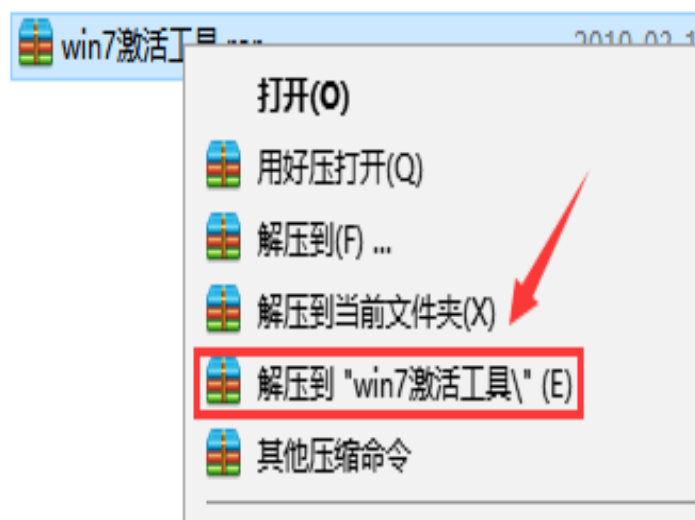 win7激活工具
打开(O)
用好压打开(Q)
解压到(F) ...
解压到当前文件夹(X)
解压到 "win7激活工具\" (E)
其他压缩命令